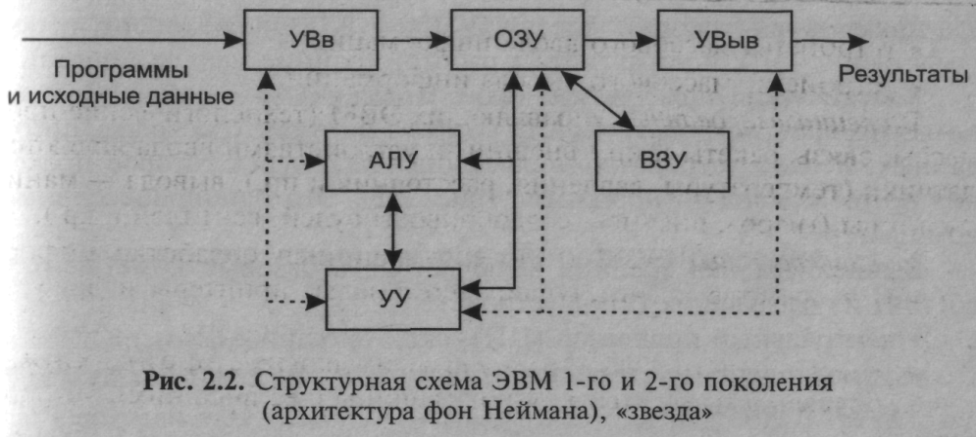 УВв
ОЗУ
УВыв
Программы
и исходные данные
Результаты
АЛУ
ВЗУ
УУ
Рис. 2.2. Структурная схема ЭВМ 1-го и 2-го поколения
(архитектура фон Неймана), «звезда»